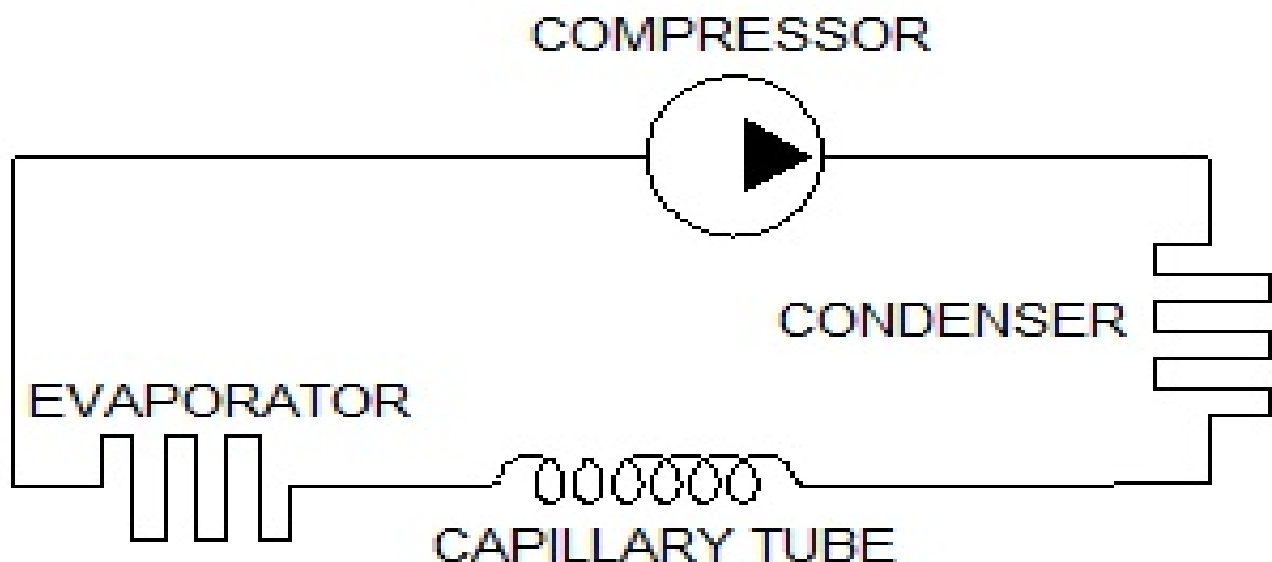 COMPRESSOR
CONDENSER
EVAPORATOR
CAPILLARY TUBE